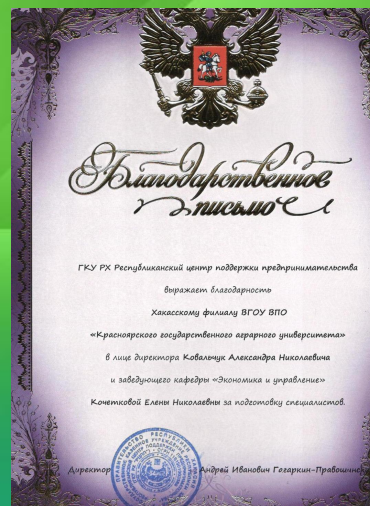 Благодарственное
письмо
ГКУ РХ Республиканский центр поддержки предпринимательства
выражает благодарность
Хакасскому филиалу ВГОУ ВПО
«Красноярского государственного аграрного университета»
в лице директора Ковальчук Александра Николаевича
и заведующего кафедры «Экономика и управление»
Кочетковой Елены Николаевны за подготовку специалистов.
Директор Андрей Иванович Гогаркин-Правошинс